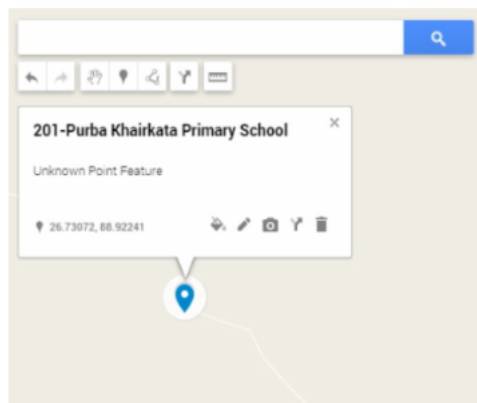 201-Purba Khairkata Primary School
Unknown Point Feature
26.73072, 88.92241